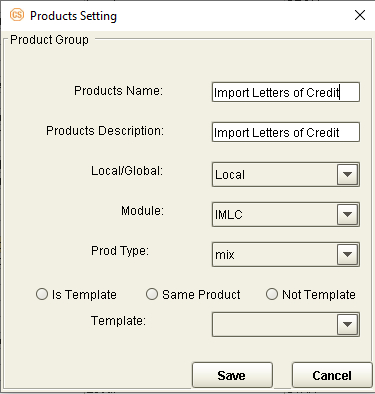 CS Products Setting
Product Group
Products Name: Import Letters of Credit
Products Description: Import Letters of Credit
Local/Global: Local
Module: IMLC
Prod Type: mix
Is Template Same Product Not Template
Template:
Save Cancel